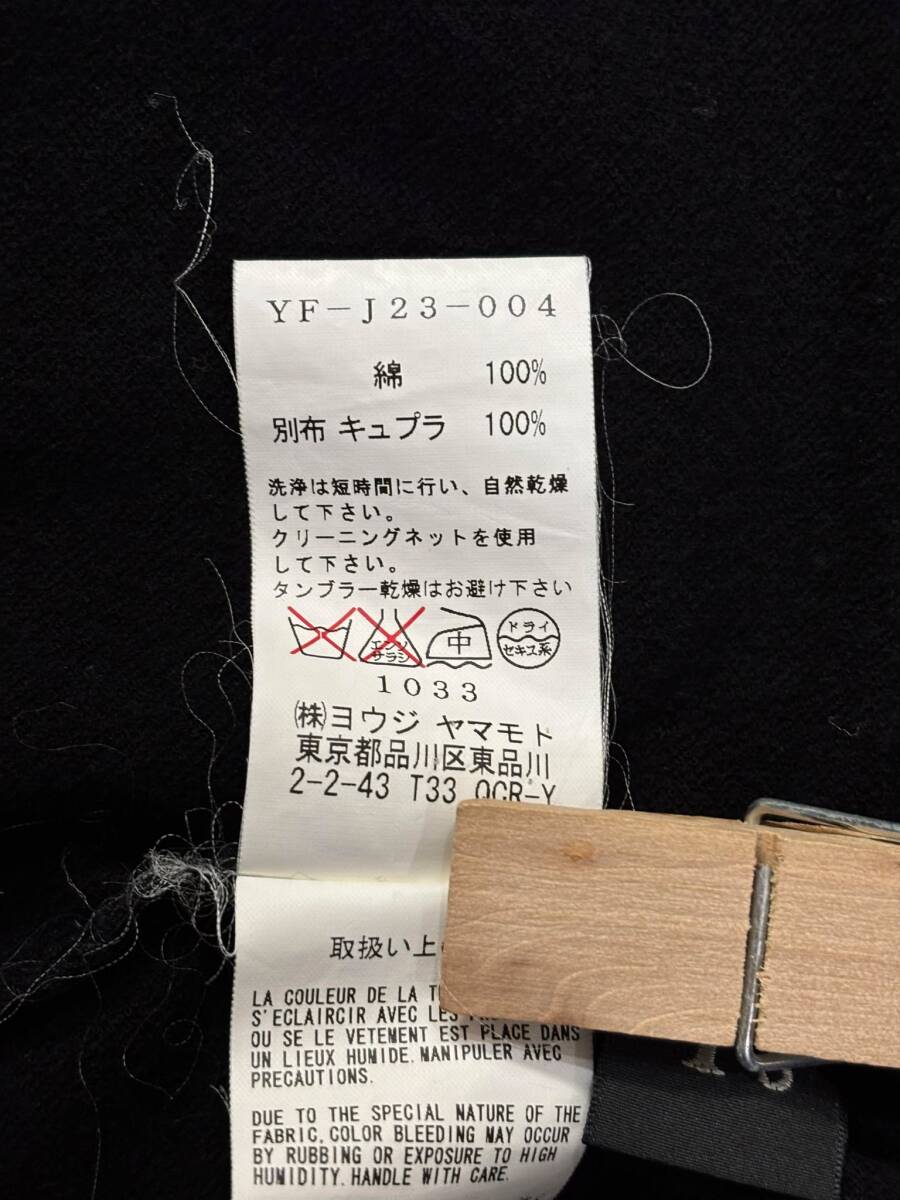 YF-J23-004
綿 100%
別布 キュプラ 100%
洗浄は短時間に行い、自然乾燥
して下さい。
クリーニングネットを使用
して下さい。
タンブラー乾燥はお避け下さい
エンソ
サラシ
中
ドライ
セキユ系
1033
㈱ヨウジ ヤマモト
東京都品川区東品川
2-2-43 T33 OCR-Y
取扱い上
LA COULEUR DE LA
S'ECLAIRCIR AVEC LES
OU SE LE VETEMENT EST PLACE DANS
UN LIEUX HUMIDE. MANIPULER AVEC
PRECAUTIONS.
DUE TO THE SPECIAL NATURE OF THE
FABRIC, COLOR BLEEDING MAY OCCUR
BY RUBBING OR EXPOSURE TO HIGH
HUMIDITY. HANDLE WITH CARE.